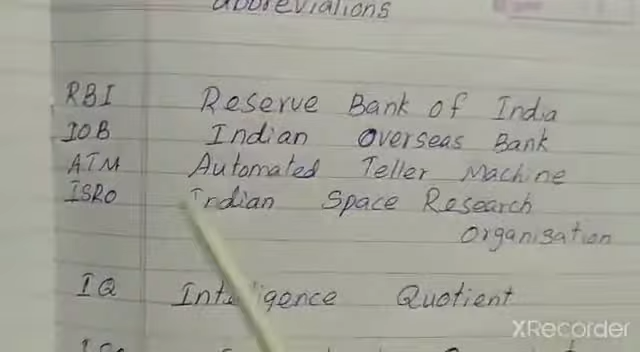 abbreviations
RBI Reserve Bank of India
IOB Indian Overseas Bank
ATM Automated Teller Machine
ISRO Indian Space Research
Organisation
IQ Intelligence Quotient
XRecorder